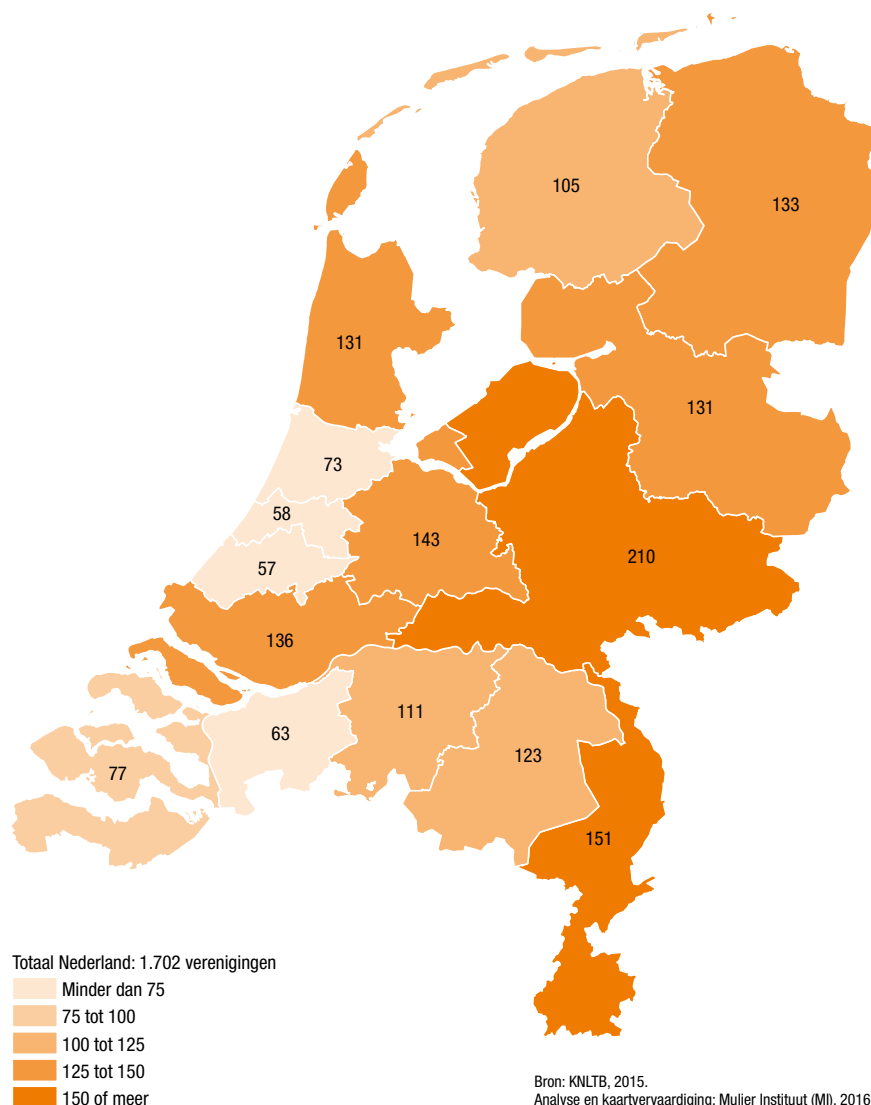 105
133
131
131
73
58
143
57
210
136
111
63
123
77
151
Totaal Nederland: 1.702 verenigingen
Minder dan 75
75 tot 100
100 tot 125
125 tot 150
150 of meer
Bron: KNLTB, 2015.
Analyse en kaartvervaardiging: Mulier Instituut (MI), 2016